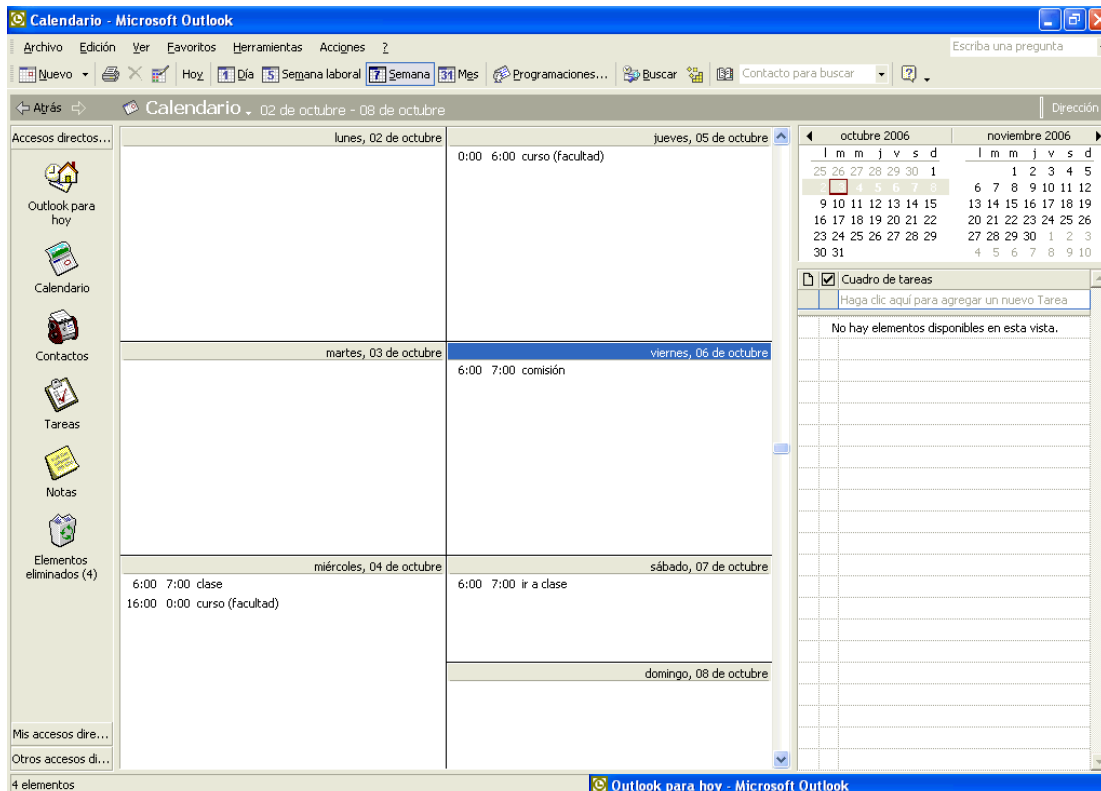 Calendario - Microsoft Outlook
Archivo Edición Ver Favoritos Herramientas Acciones ? Escriba una pregunta
Nuevo Hoy 1 Día 5 Semana laboral 7 Semana 31 Mes Programaciones... Buscar Contacto para buscar
Atrás Calendario 02 de octubre - 08 de octubre Dirección
Accesos directos...
Outlook para
hoy
Calendario
Contactos
Tareas
Notas
Elementos
eliminados (4)
Mis accesos dire...
Otros accesos di...
lunes, 02 de octubre
martes, 03 de octubre
miércoles, 04 de octubre
6:00 7:00 clase
16:00 0:00 curso (facultad)
jueves, 05 de octubre
0:00 6:00 curso (facultad)
viernes, 06 de octubre
6:00 7:00 comisión
sábado, 07 de octubre
6:00 7:00 ir a clase
domingo, 08 de octubre
octubre 2006
l m m j v s d
25 26 27 28 29 30 1
2 3 4 5 6 7 8
9 10 11 12 13 14 15
16 17 18 19 20 21 22
23 24 25 26 27 28 29
30 31
noviembre 2006
l m m j v s d
1 2 3 4 5
6 7 8 9 10 11 12
13 14 15 16 17 18 19
20 21 22 23 24 25 26
27 28 29 30 1 2 3
4 5 6 7 8 9 10
Cuadro de tareas
Haga clic aquí para agregar un nuevo Tarea
No hay elementos disponibles en esta vista.
4 elementos
Outlook para hoy - Microsoft Outlook